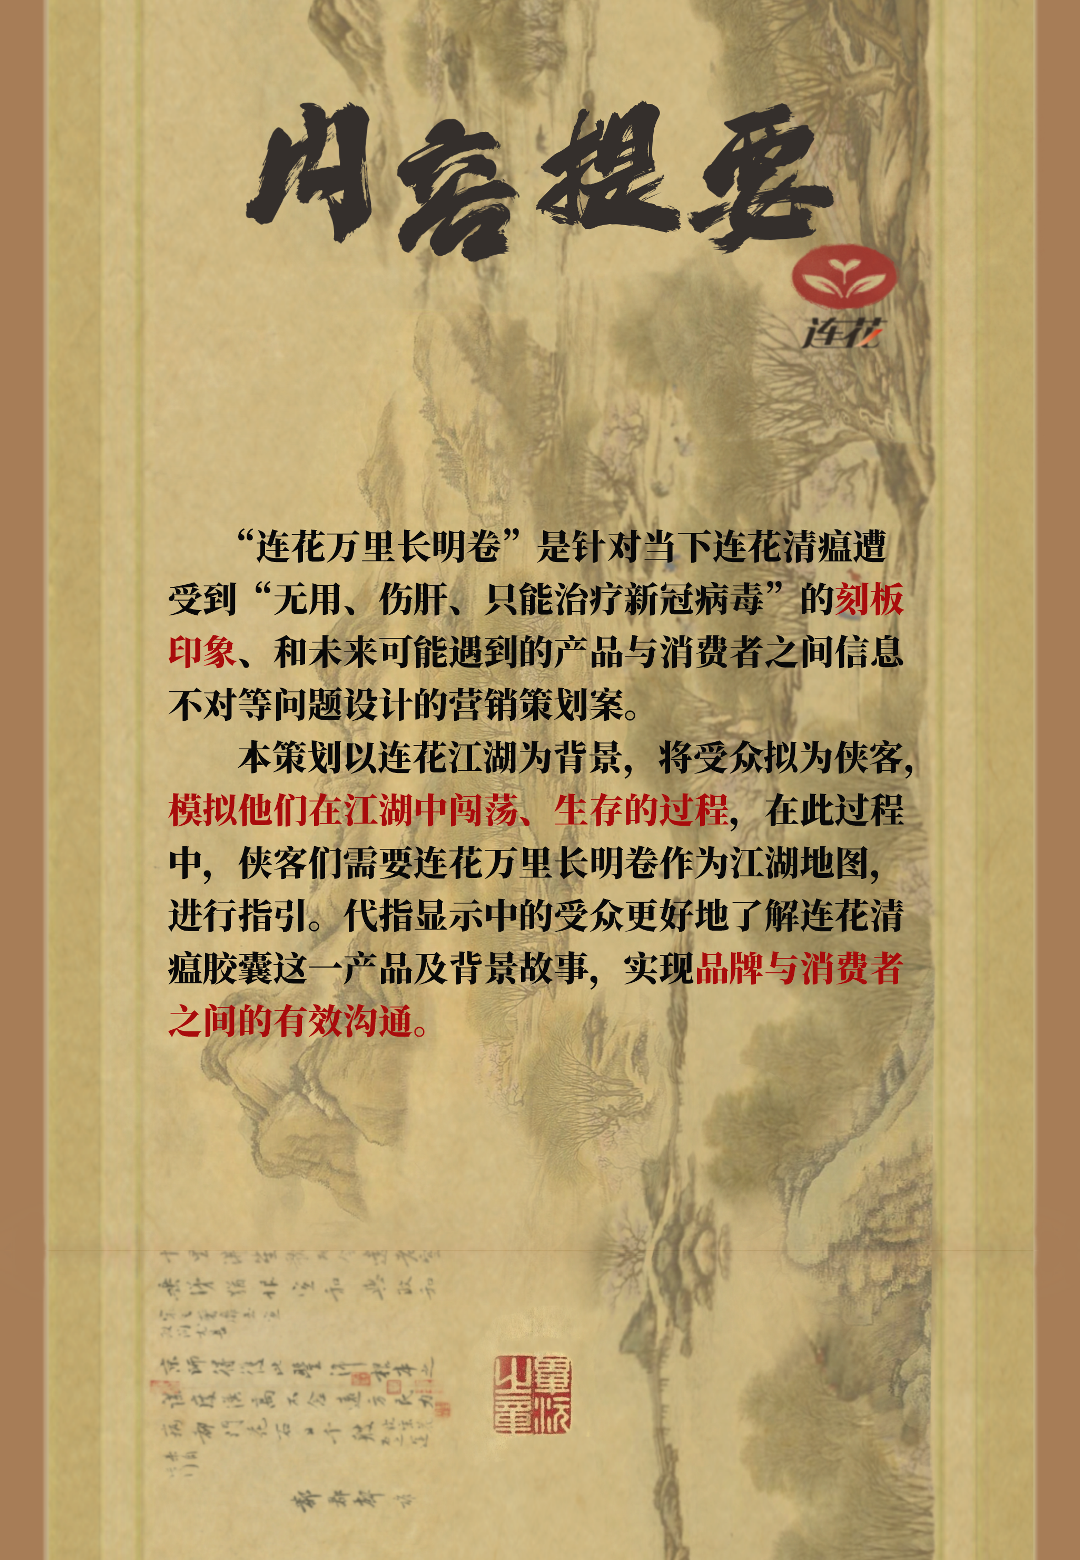 内容提要
连花
“连花万里长明卷”是针对当下连花清瘟遭
受到“无用、伤肝、只能治疗新冠病毒”的刻板
印象、和未来可能遇到的产品与消费者之间信息
不对等问题设计的营销策划案。
本策划以连花江湖为背景，将受众拟为侠客，
模拟他们在江湖中闯荡、生存的过程，在此过程
中，侠客们需要连花万里长明卷作为江湖地图，
进行指引。代指显示中的受众更好地了解连花清
瘟胶囊这一产品及背景故事，实现品牌与消费者
之间的有效沟通。